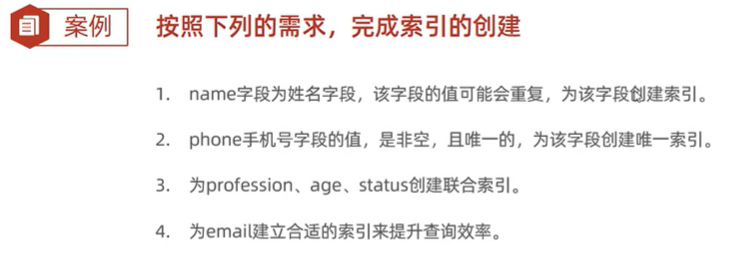 案例
按照下列的需求，完成索引的创建
1. name字段为姓名字段，该字段的值可能会重复，为该字段创建索引。
2. phone手机号字段的值，是非空，且唯一的，为该字段创建唯一索引。
3. 为profession、age、status创建联合索引。
4. 为email建立合适的索引来提升查询效率。